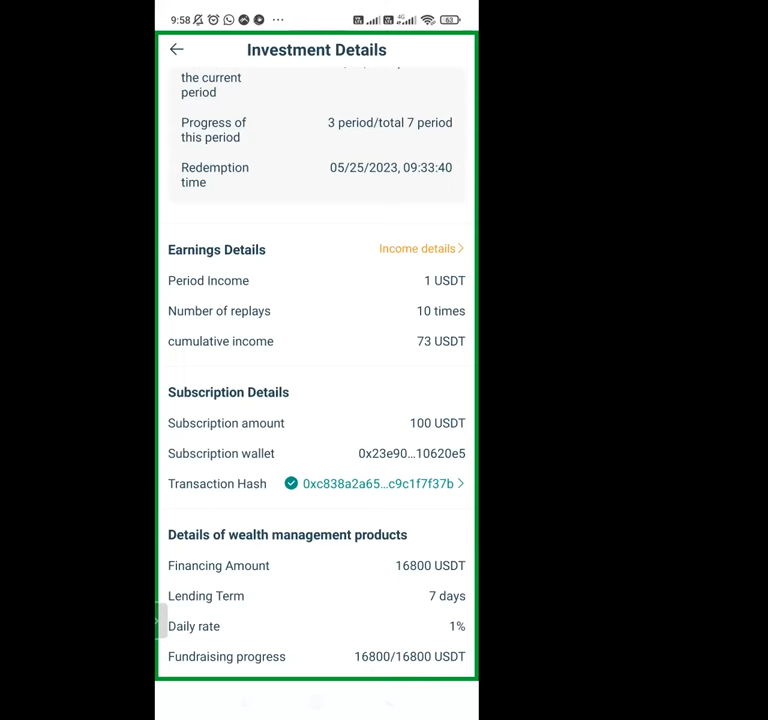 9:58 ...
4G
63
Investment Details
the current
period
Progress of
this period
3 period/total 7 period
Redemption
time
05/25/2023, 09:33:40
Earnings Details
Income details
Period Income 1 USDT
Number of replays 10 times
cumulative income 73 USDT
Subscription Details
Subscription amount 100 USDT
Subscription wallet 0x23e90...10620e5
Transaction Hash 0xc838a2a65...c9c1f7f37b
Details of wealth management products
Financing Amount 16800 USDT
Lending Term 7 days
Daily rate 1%
Fundraising progress 16800/16800 USDT